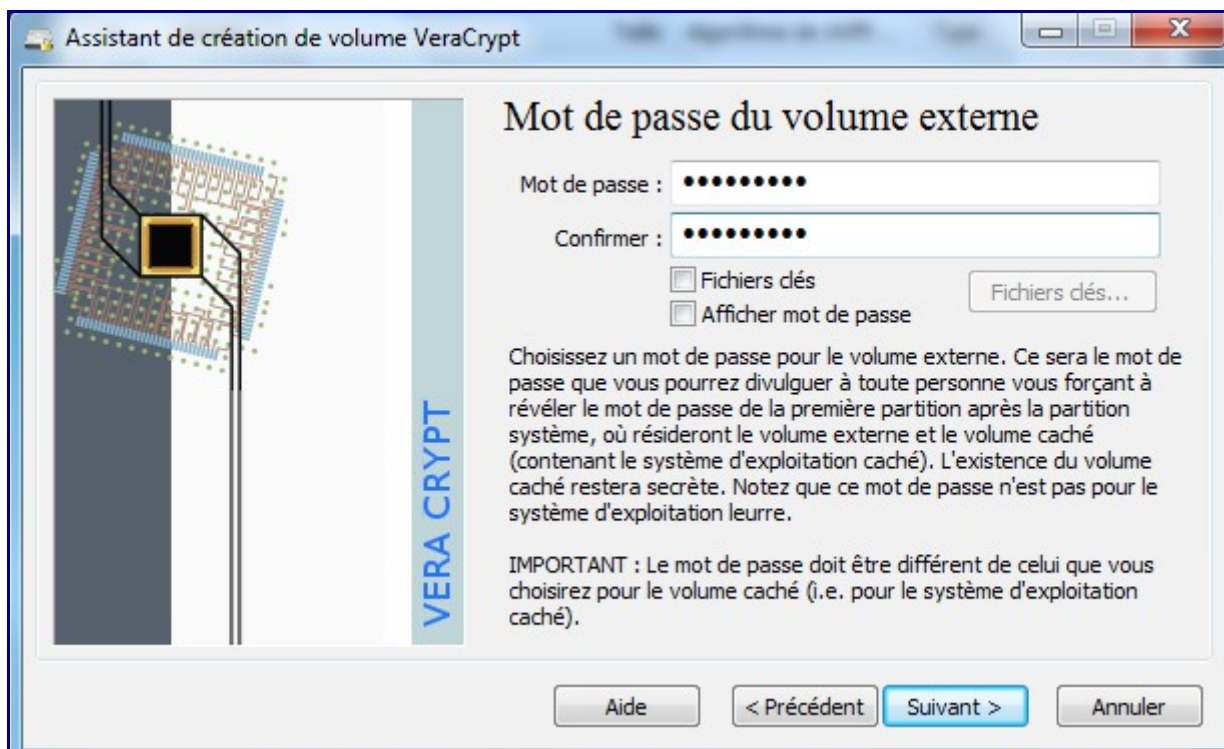 Assistant de création de volume VeraCrypt
Mot de passe du volume externe
Mot de passe :
Confirmer :
Fichiers clés
Fichiers clés...
Afficher mot de passe
Choisissez un mot de passe pour le volume externe. Ce sera le mot de
passe que vous pourrez divulguer à toute personne vous forçant à
révéler le mot de passe de la première partition après la partition
système, où résideront le volume externe et le volume caché
(contenant le système d'exploitation caché). L'existence du volume
caché restera secrète. Notez que ce mot de passe n'est pas pour le
système d'exploitation leurre.
IMPORTANT : Le mot de passe doit être différent de celui que vous
choisirez pour le volume caché (i.e. pour le système d'exploitation
caché).
VERA CRYPT
Aide
< Précédent
Suivant >
Annuler